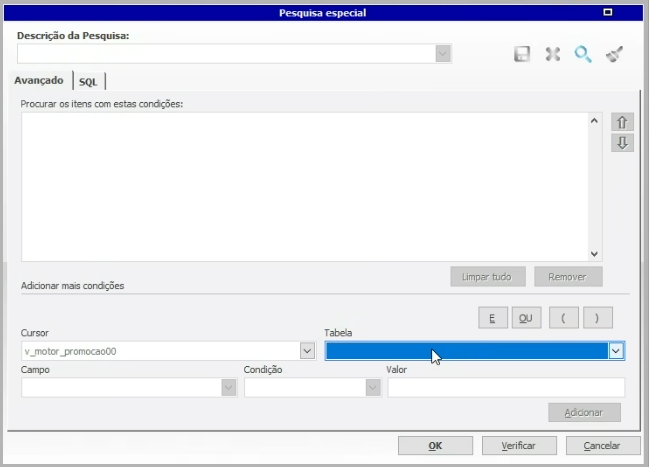 Pesquisa especial
Descrição da Pesquisa:
Avançado SQL
Procurar os itens com estas condições:
Limpar tudo Remover
Adicionar mais condições
E OU ( )
Cursor Tabela
v_motor_promocao00
Campo Condição Valor
Adicionar
OK Verificar Cancelar